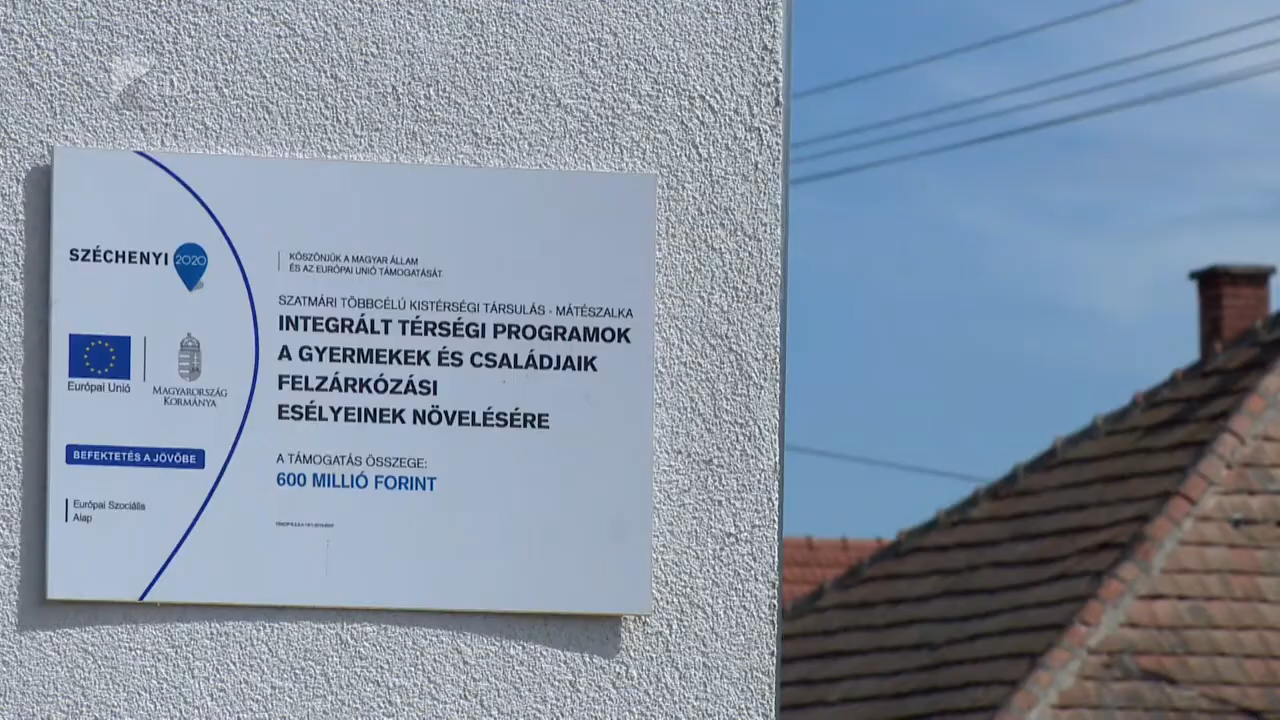 SZÉCHENYI 2020
Európai Unió
MAGYARORSZÁG
KORMÁNYA
BEFEKTETÉS A JÖVŐBE
Európai Szociális
Alap
KÖSZÖNJÜK A MAGYAR ÁLLAM
ÉS AZ EURÓPAI UNIÓ TÁMOGATÁSÁT.
SZATMÁRI TÖBBCÉLÚ KISTÉRSÉGI TÁRSULÁS - MÁTÉSZALKA
INTEGRÁLT TÉRSÉGI PROGRAMOK
A GYERMEKEK ÉS CSALÁDJAIK
FELZÁRKÓZÁSI
ESÉLYEINEK NÖVELÉSÉRE
A TÁMOGATÁS ÖSSZEGE:
600 MILLIÓ FORINT